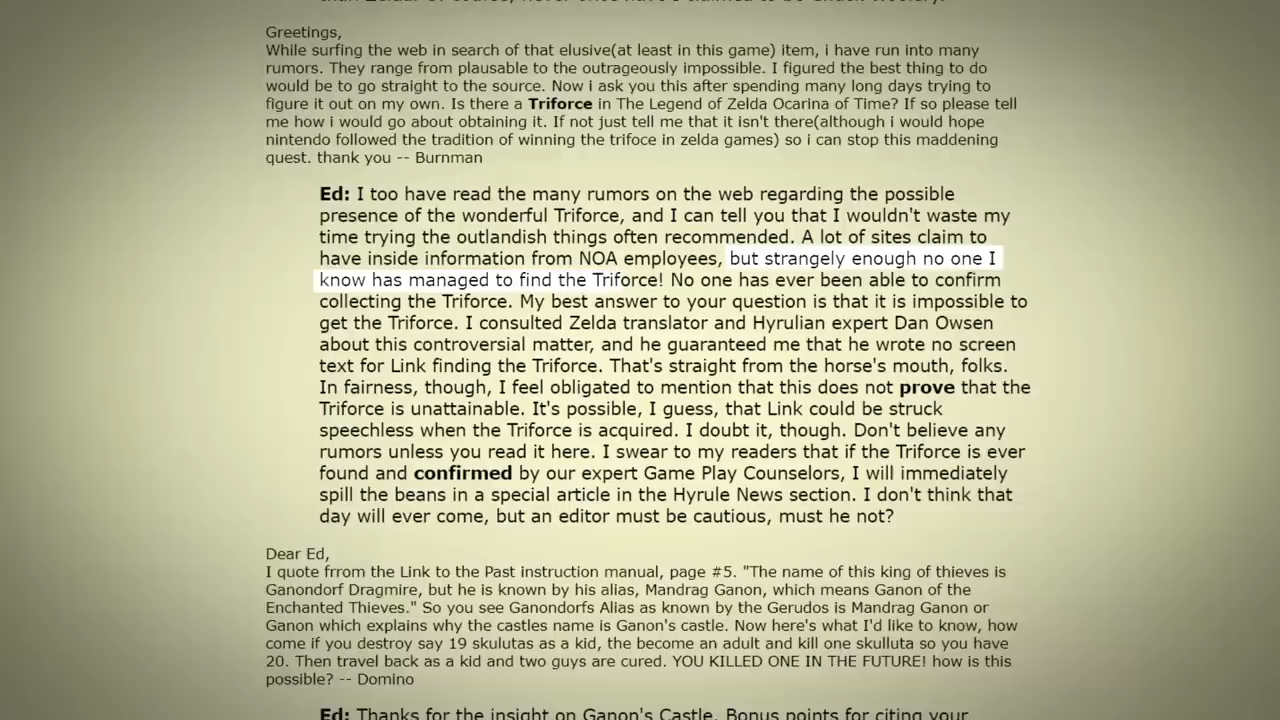 Greetings,
While surfing the web in search of that elusive(at least in this game) item, i have run into many
rumors. They range from plausable to the outrageously impossible. I figured the best thing to do
would be to go straight to the source. Now i ask you this after spending many long days trying to
figure it out on my own. Is there a Triforce in The Legend of Zelda Ocarina of Time? If so please tell
me how i would go about obtaining it. If not just tell me that it isn't there(although i would hope
nintendo followed the tradition of winning the trifoce in zelda games) so i can stop this maddening
quest. thank you -- Burnman
Ed: I too have read the many rumors on the web regarding the possible
presence of the wonderful Triforce, and I can tell you that I wouldn't waste my
time trying the outlandish things often recommended. A lot of sites claim to
have inside information from NOA employees, but strangely enough no one I
know has managed to find the Triforce! No one has ever been able to confirm
collecting the Triforce. My best answer to your question is that it is impossible to
get the Triforce. I consulted Zelda translator and Hyrulian expert Dan Owsen
about this controversial matter, and he guaranteed me that he wrote no screen
text for Link finding the Triforce. That's straight from the horse's mouth, folks.
In fairness, though, I feel obligated to mention that this does not prove that the
Triforce is unattainable. It's possible, I guess, that Link could be struck
speechless when the Triforce is acquired. I doubt it, though. Don't believe any
rumors unless you read it here. I swear to my readers that if the Triforce is ever
found and confirmed by our expert Game Play Counselors, I will immediately
spill the beans in a special article in the Hyrule News section. I don't think that
day will ever come, but an editor must be cautious, must he not?
Dear Ed,
I quote frrom the Link to the Past instruction manual, page #5. "The name of this king of thieves is
Ganondorf Dragmire, but he is known by his alias, Mandrag Ganon, which means Ganon of the
Enchanted Thieves." So you see Ganondorfs Alias as known by the Gerudos is Mandrag Ganon or
Ganon which explains why the castles name is Ganon's castle. Now here's what I'd like to know, how
come if you destroy say 19 skulutas as a kid, the become an adult and kill one skulluta so you have
20. Then travel back as a kid and two guys are cured. YOU KILLED ONE IN THE FUTURE! how is this
possible? -- Domino
Ed: Thanks for the insight on Ganon's Castle. Bonus points for citing your